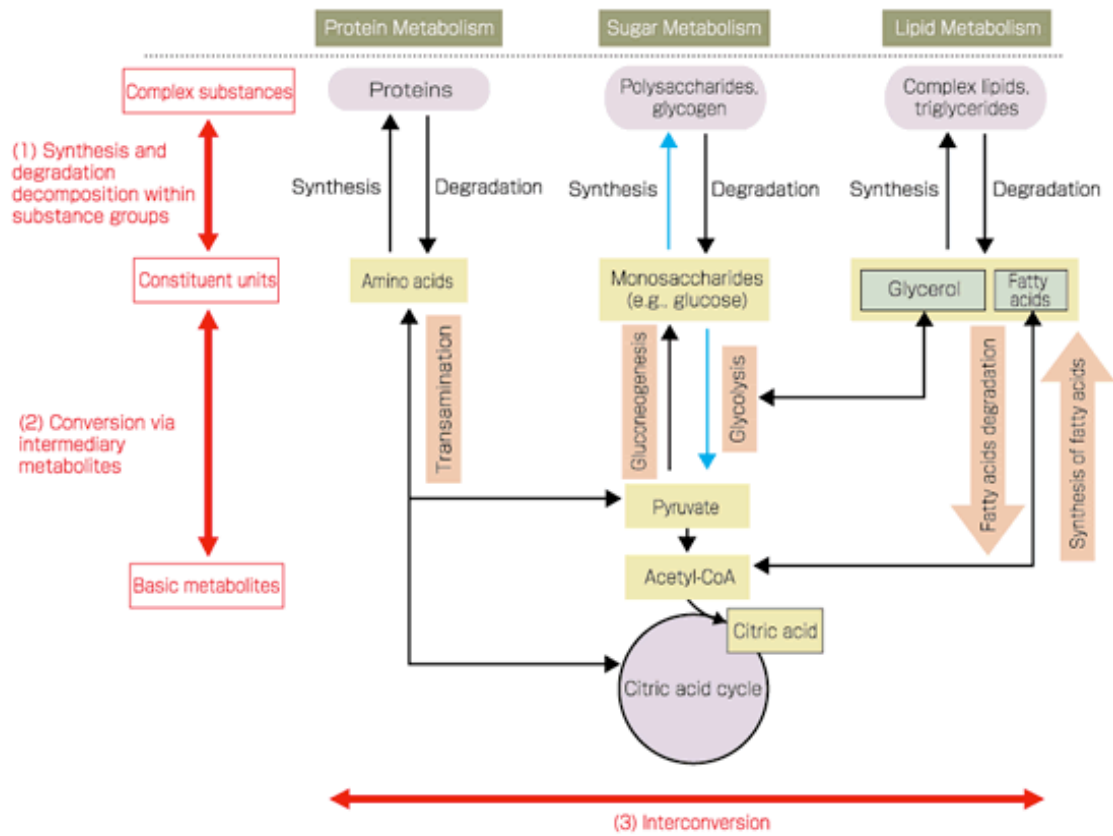 Protein Metabolism
Sugar Metabolism
Lipid Metabolism
Complex substances
Proteins
Polysaccharides,
glycogen
Complex lipids,
triglycerides
(1) Synthesis and
degradation
decomposition within
substance groups
Synthesis
Degradation
Synthesis
Degradation
Synthesis
Degradation
Constituent units
Amino acids
Monosaccharides
(e.g., glucose)
Glycerol
Fatty
acids
(2) Conversion via
intermediary
metabolites
Transamination
Gluconeogenesis
Glycolysis
Fatty acids degradation
Synthesis of fatty acids
Pyruvate
Basic metabolites
Acetyl-CoA
Citric acid
Citric acid cycle
(3) Interconversion